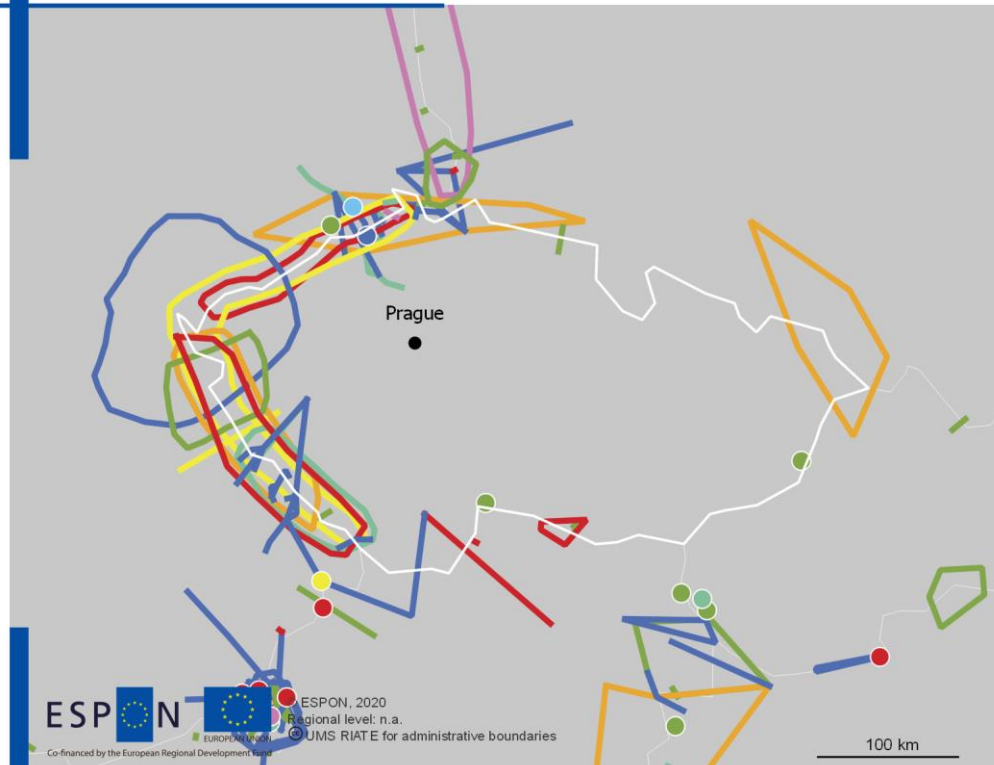 Prague
ESPON
EUROPEAN UNION
Co-financed by the European Regional Development Fund
© ESPON, 2020
Regional level: n.a.
UMS RIATE for administrative boundaries
100 km